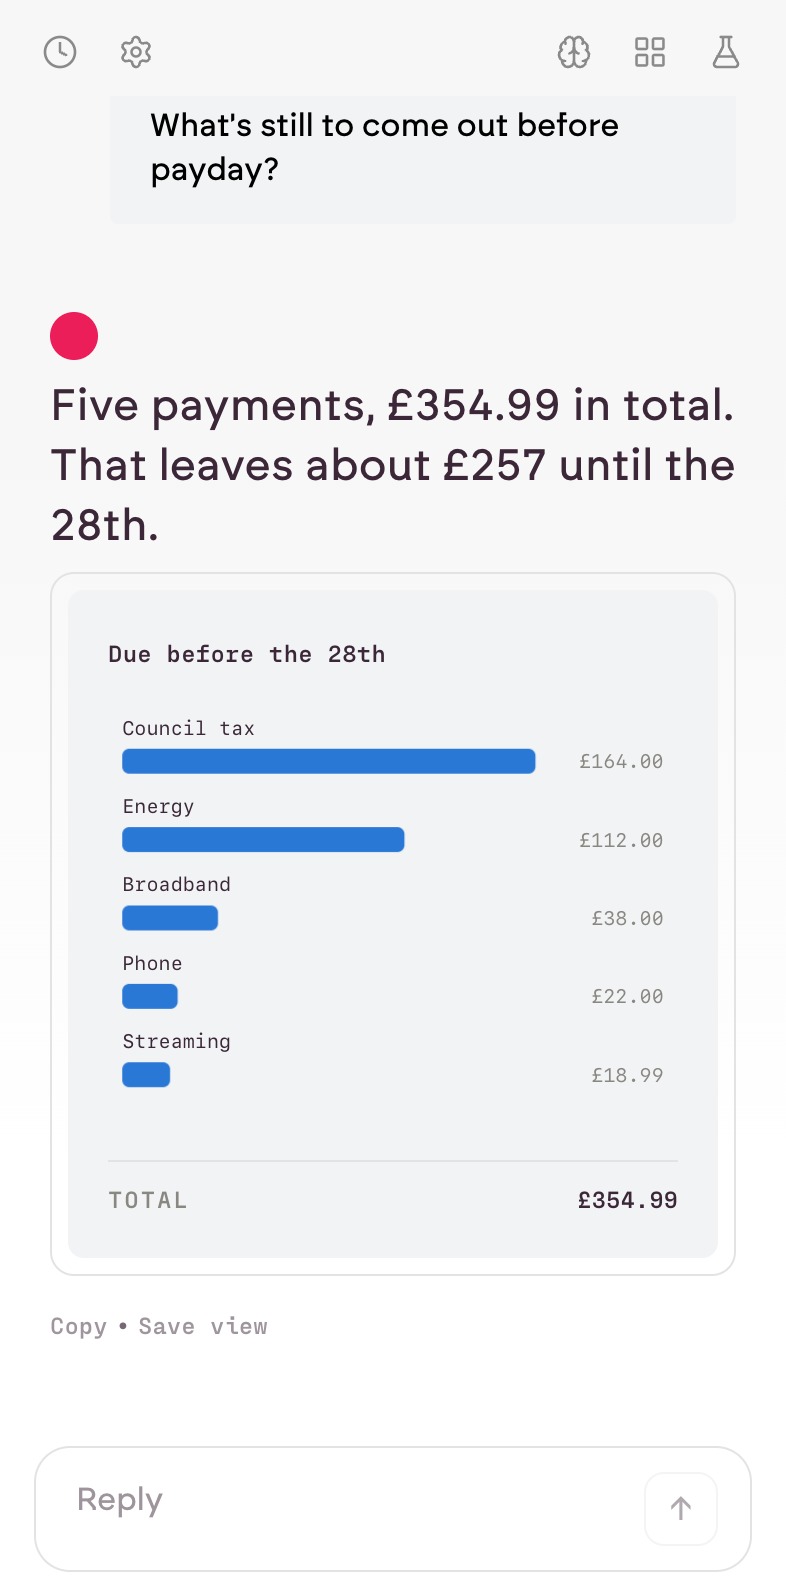 What's still to come out before
payday?
Five payments, £354.99 in total.
That leaves about £257 until the
28th.
Due before the 28th
Council tax
£164.00
Energy
£112.00
Broadband
£38.00
Phone
£22.00
Streaming
£18.99
TOTAL £354.99
Copy • Save view
Reply